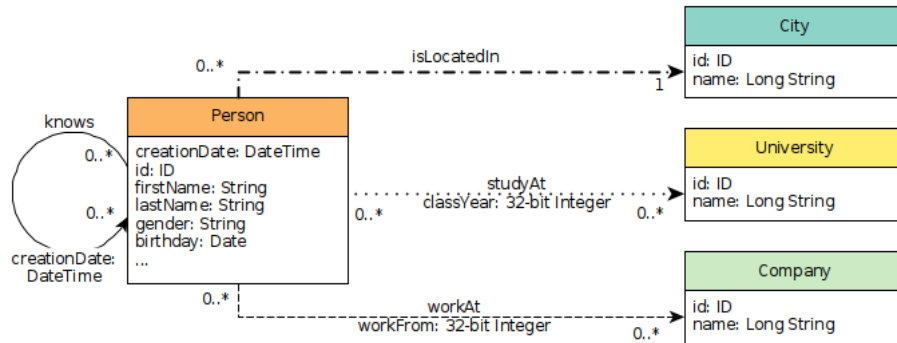 City
id: ID
name: Long String
isLocatedIn
0..*
1
Person
creationDate: DateTime
id: ID
firstName: String
lastName: String
gender: String
birthday: Date
...
knows
0..*
0..*
creationDate:
DateTime
University
id: ID
name: Long String
studyAt
classYear: 32-bit Integer
0..*
0..*
Company
id: ID
name: Long String
0..*
workAt
workFrom: 32-bit Integer
0..*